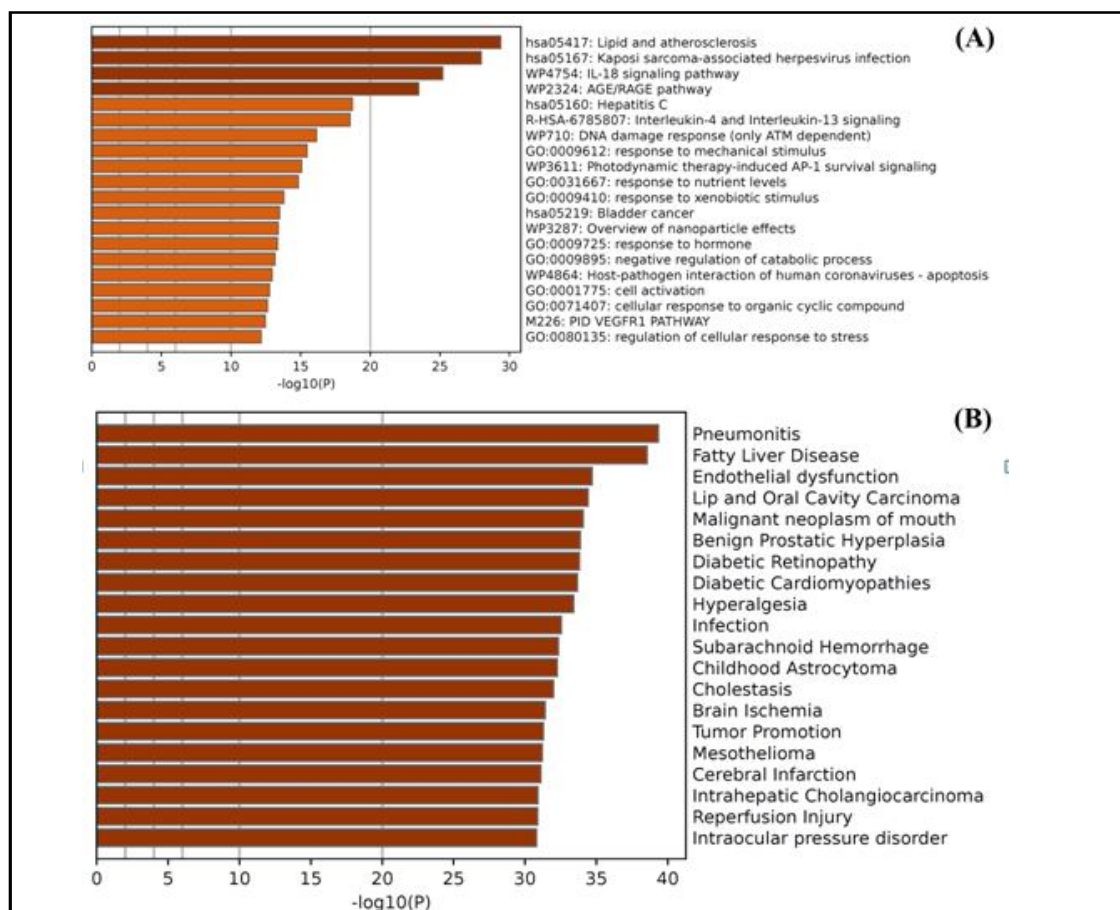 (A)
hsa05417: Lipid and atherosclerosis
hsa05167: Kaposi sarcoma-associated herpesvirus infection
WP4754: IL-18 signaling pathway
WP2324: AGE/RAGE pathway
hsa05160: Hepatitis C
R-HSA-6785807: Interleukin-4 and Interleukin-13 signaling
WP710: DNA damage response (only ATM dependent)
GO:0009612: response to mechanical stimulus
WP3611: Photodynamic therapy-induced AP-1 survival signaling
GO:0031667: response to nutrient levels
GO:0009410: response to xenobiotic stimulus
hsa05219: Bladder cancer
WP3287: Overview of nanoparticle effects
GO:0009725: response to hormone
GO:0009895: negative regulation of catabolic process
WP4864: Host-pathogen interaction of human coronaviruses - apoptosis
GO:0001775: cell activation
GO:0071407: cellular response to organic cyclic compound
M226: PID VEGFR1 PATHWAY
GO:0080135: regulation of cellular response to stress
0 5 10 15 20 25 30
-log10(P)
(B)
Pneumonitis
Fatty Liver Disease
Endothelial dysfunction
Lip and Oral Cavity Carcinoma
Malignant neoplasm of mouth
Benign Prostatic Hyperplasia
Diabetic Retinopathy
Diabetic Cardiomyopathies
Hyperalgesia
Infection
Subarachnoid Hemorrhage
Childhood Astrocytoma
Cholestasis
Brain Ischemia
Tumor Promotion
Mesothelioma
Cerebral Infarction
Intrahepatic Cholangiocarcinoma
Reperfusion Injury
Intraocular pressure disorder
0 5 10 15 20 25 30 35 40
-log10(P)